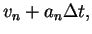 $v_n + a_n \Delta t,$